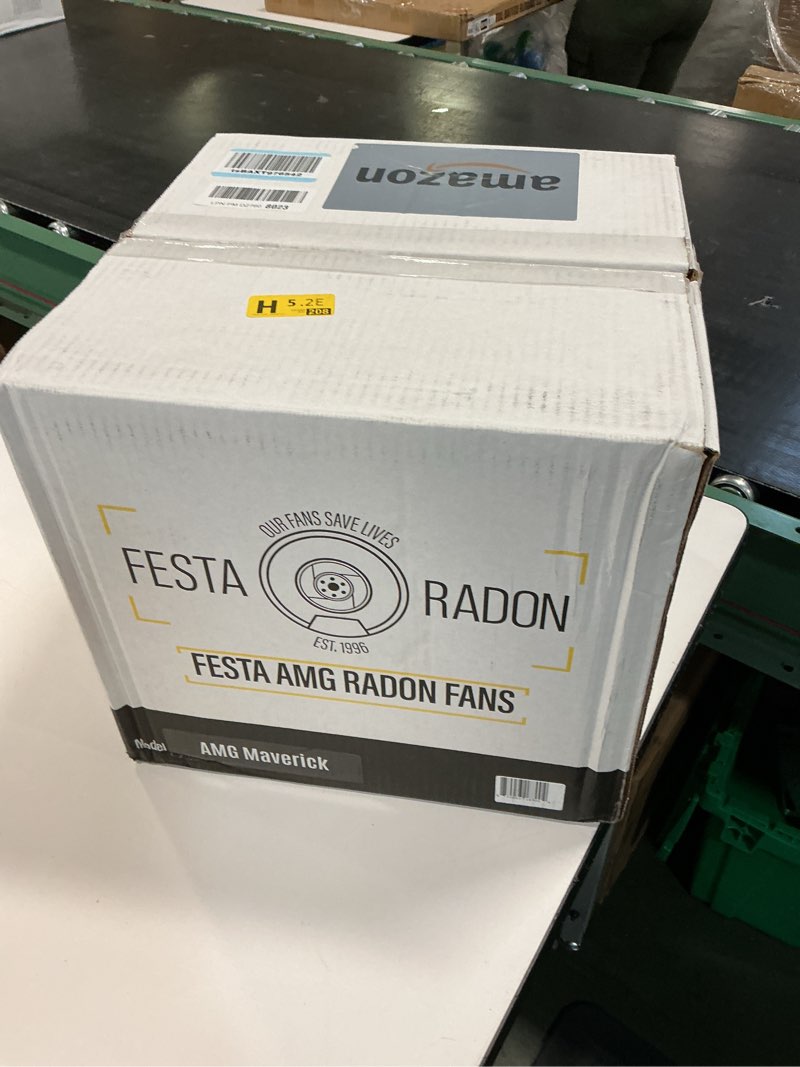 amazon
8023
H 5.2E
208
OUR FANS SAVE LIVES
FESTA RADON
EST. 1996
FESTA AMG RADON FANS
Model AMG Maverick